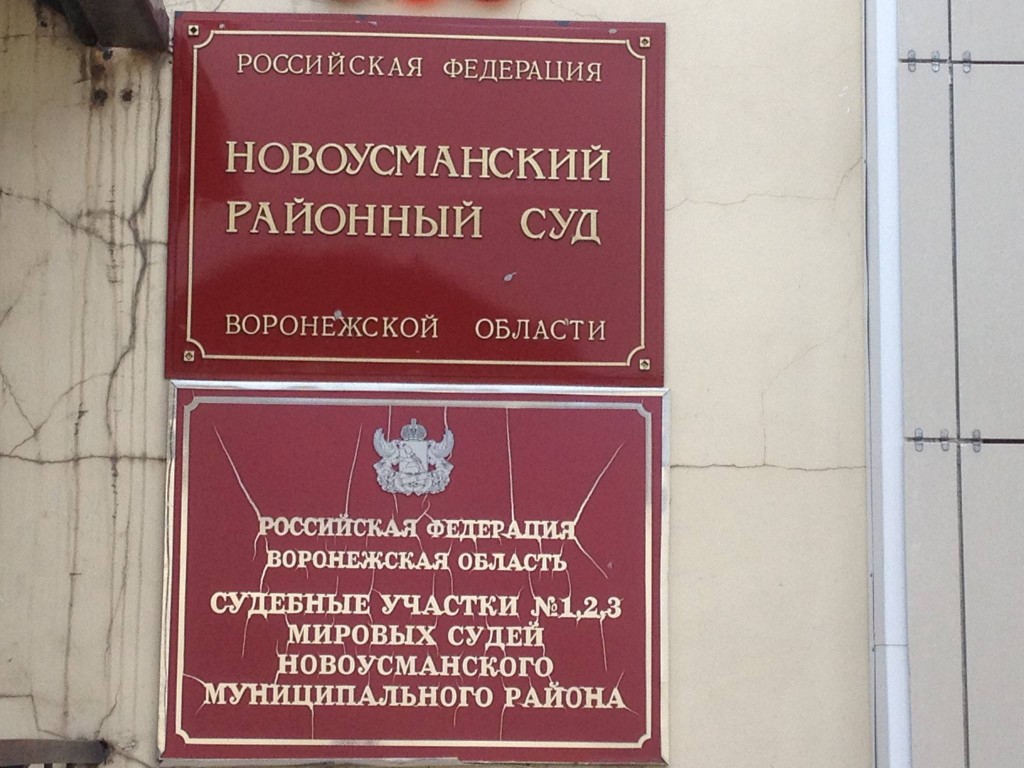 РОССИЙСКАЯ ФЕДЕРАЦИЯ
НОВОУСМАНСКИЙ
РАЙОННЫЙ СУД
ВОРОНЕЖСКОЙ ОБЛАСТИ
РОССИЙСКАЯ ФЕДЕРАЦИЯ
ВОРОНЕЖСКАЯ ОБЛАСТЬ
СУДЕБНЫЕ УЧАСТКИ №1,2,3
МИРОВЫХ СУДЕЙ
НОВОУСМАНСКОГО
МУНИЦИПАЛЬНОГО РАЙОНА